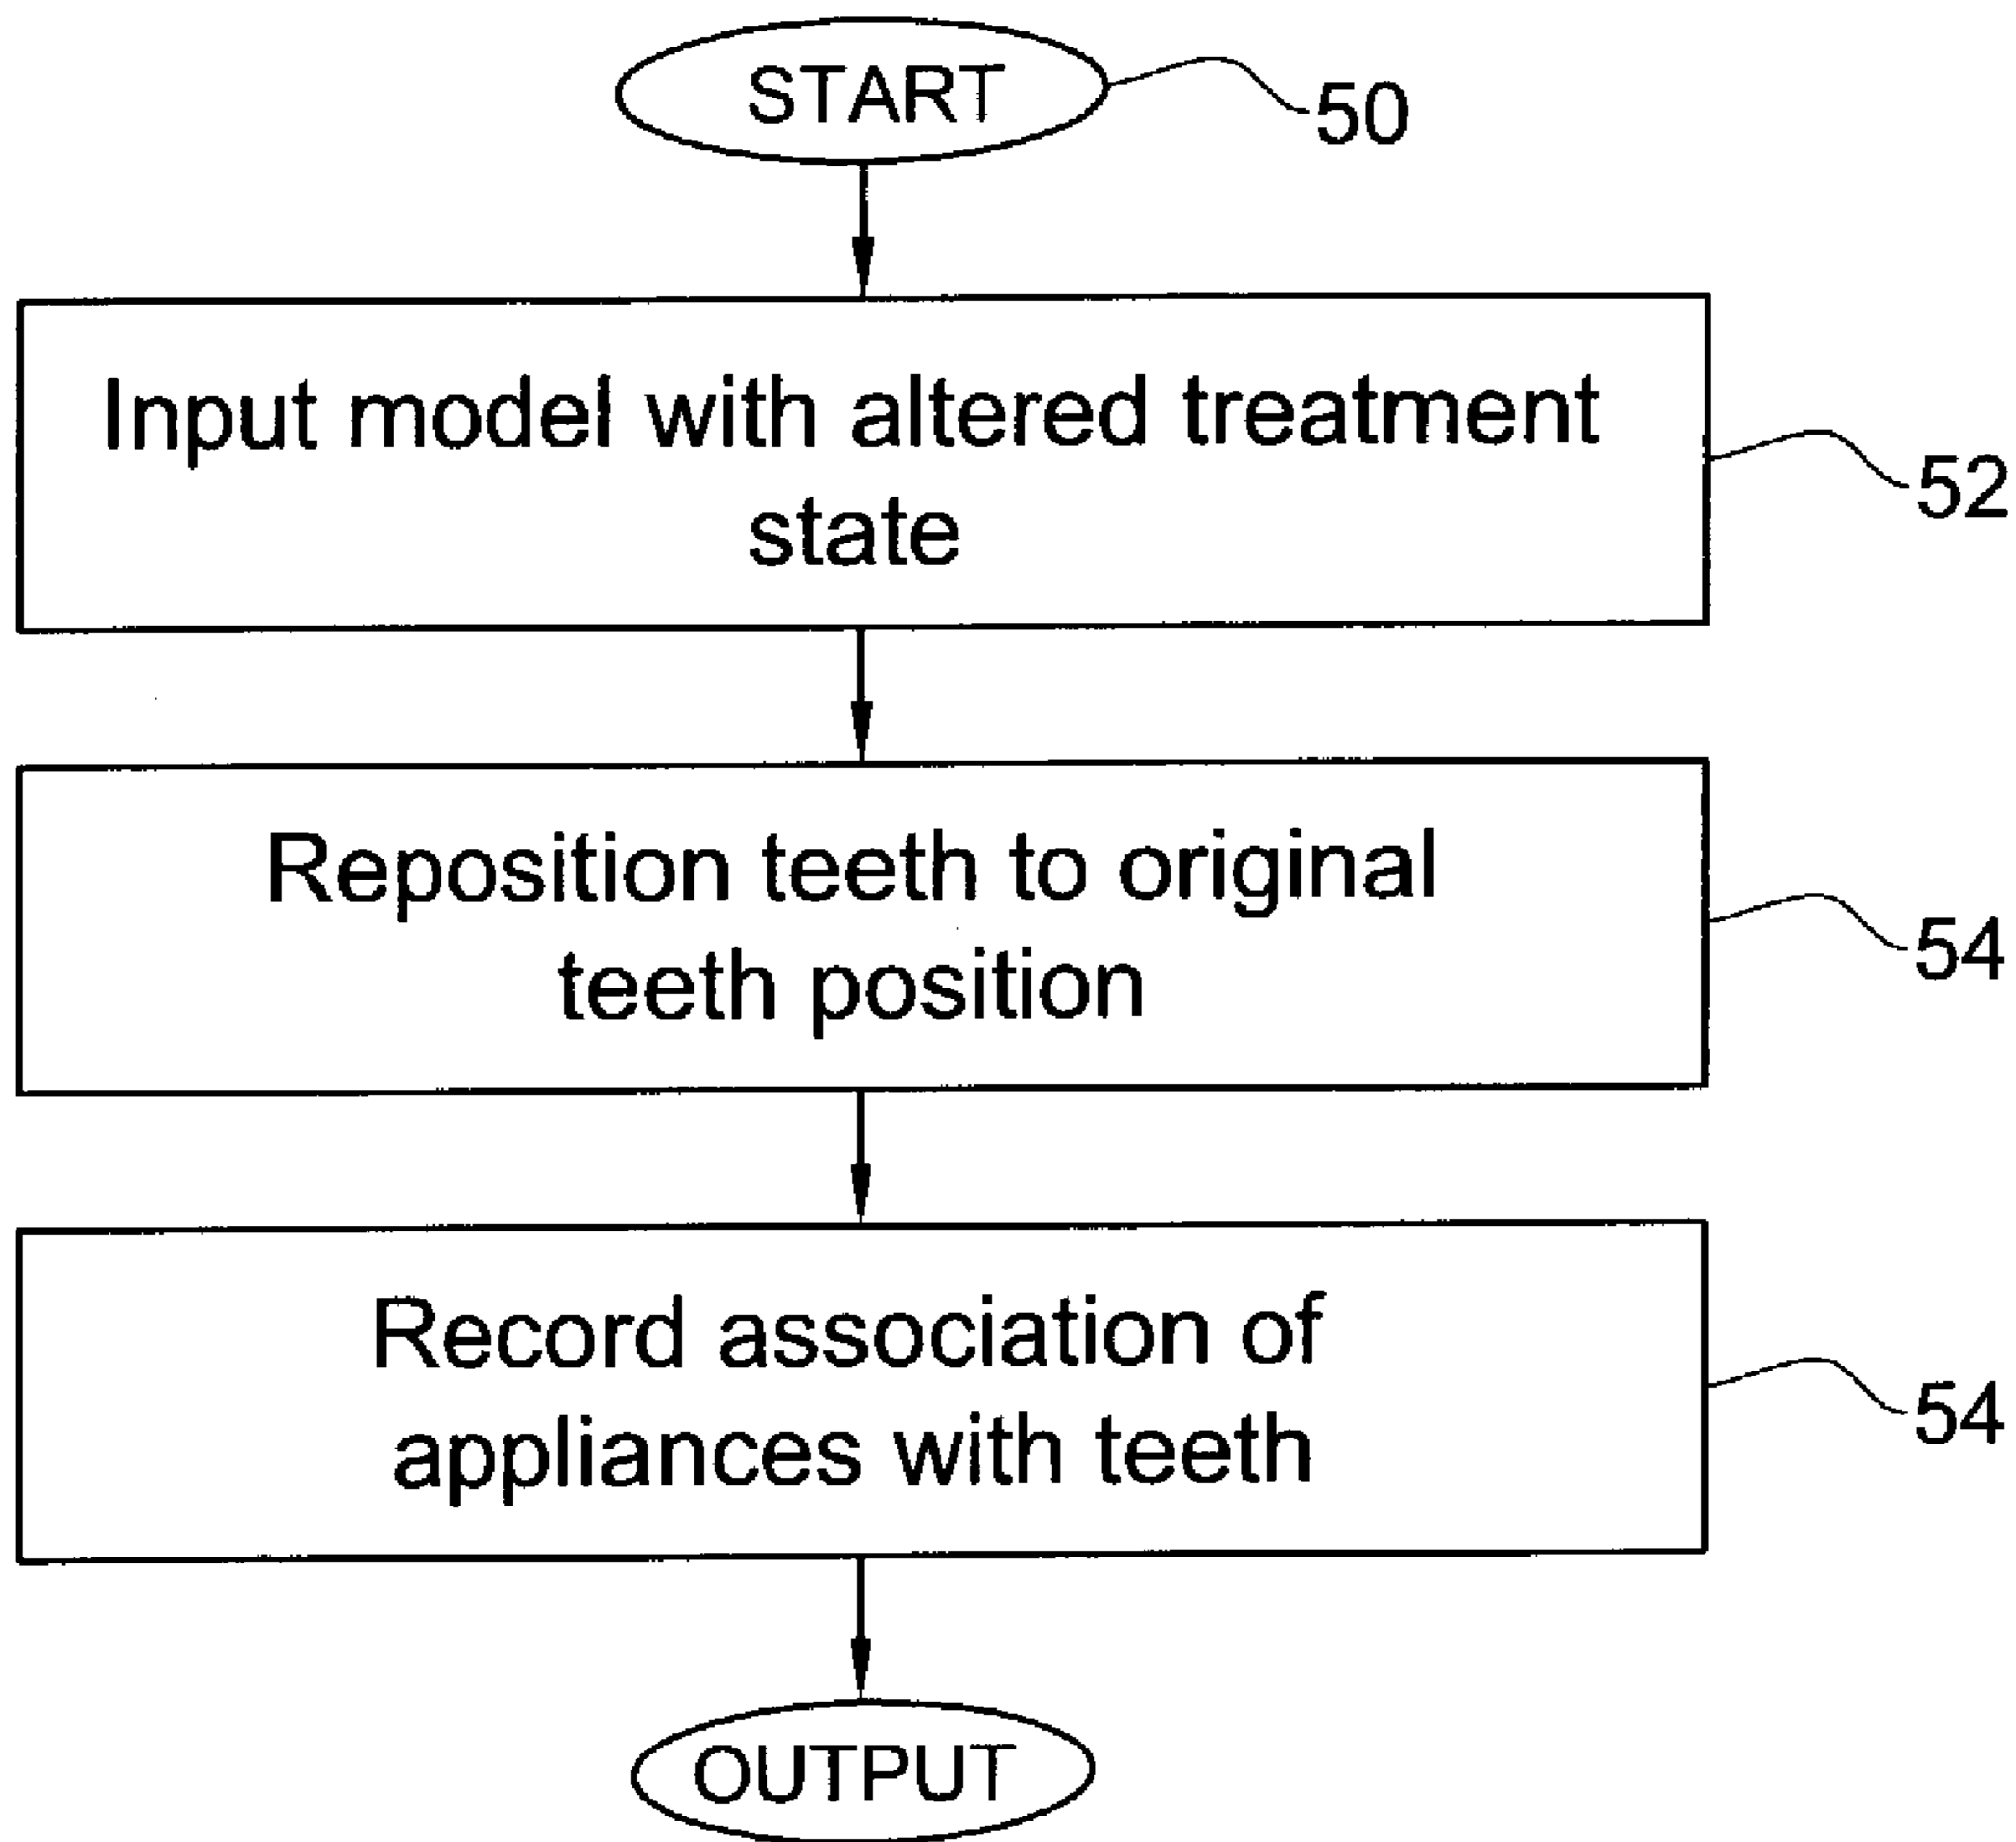 START
50
Input model with altered treatment
state
52
Reposition teeth to original
teeth position
54
Record association of
appliances with teeth
54
OUTPUT